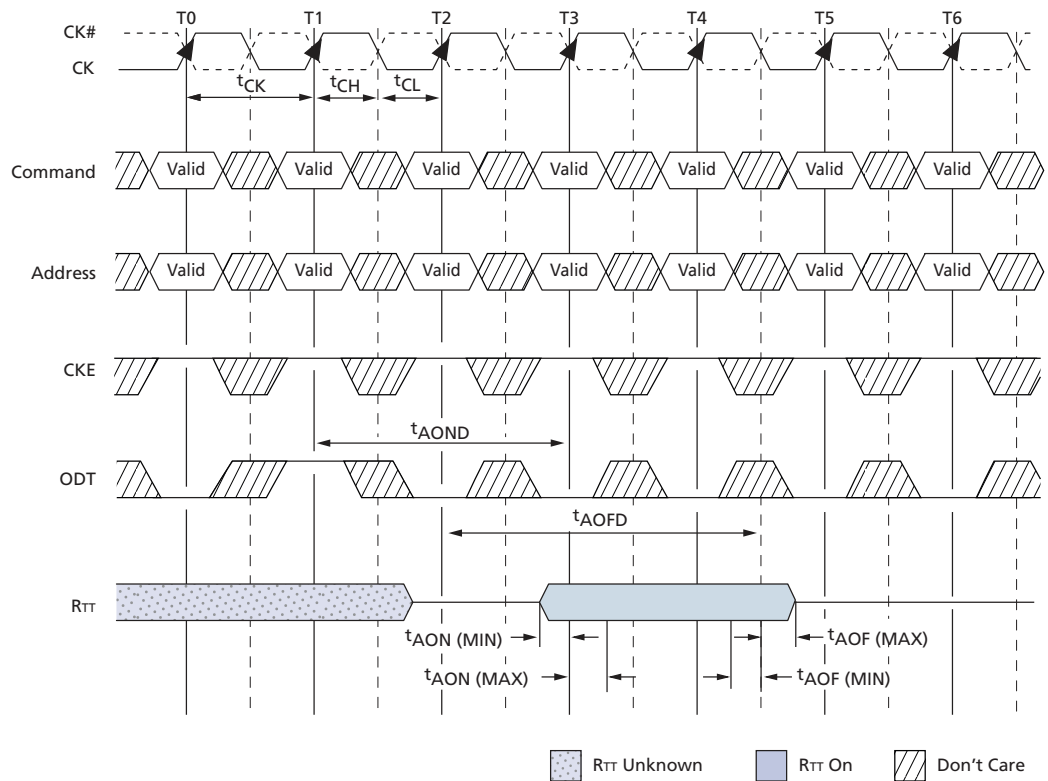 T0 T1 T2 T3 T4 T5 T6
CK#
CK
tCK tCH tCL
Command Valid Valid Valid Valid Valid Valid Valid
Address Valid Valid Valid Valid Valid Valid Valid
CKE
tAOND
ODT
tAOFD
RTT
tAON (MIN) tAOF (MAX)
tAON (MAX) tAOF (MIN)
RTT Unknown RTT On Don't Care